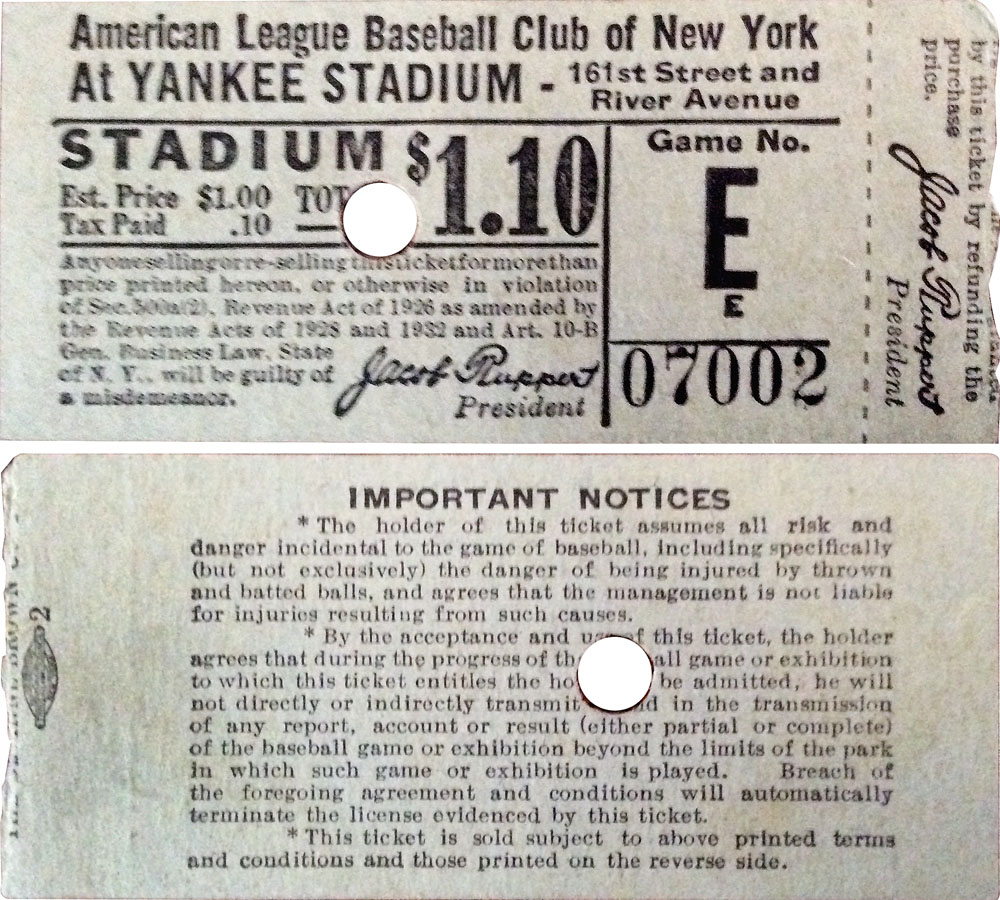 American League Baseball Club of New York
At YANKEE STADIUM - 161st Street and
River Avenue
STADIUM $1.10
Est. Price $1.00 TOT
Tax Paid .10
Game No.
E
E
07002
Anyone selling or re-selling this ticket for more than
price printed hereon, or otherwise in violation
of Sec. 500a(2), Revenue Act of 1926 as amended by
the Revenue Acts of 1928 and 1932 and Art. 10-B
Gen. Business Law, State
of N. Y., will be guilty of
a misdemeanor.
Jacob Ruppert
President
by this ticket by refunding the
purchase
price.
Jacob Ruppert
President
IMPORTANT NOTICES
* The holder of this ticket assumes all risk and
danger incidental to the game of baseball, including specifically
(but not exclusively) the danger of being injured by thrown
and batted balls, and agrees that the management is not liable
for injuries resulting from such causes.
* By the acceptance and of this ticket, the holder
agrees that during the progress of all game or exhibition
to which this ticket entitles the be admitted, he will
not directly or indirectly transmit in the transmission
of any report, account or result (either partial or complete)
of the baseball game or exhibition beyond the limits of the park
in which such game or exhibition is played. Breach of
the foregoing agreement and conditions will automatically
terminate the license evidenced by this ticket.
* This ticket is sold subject to above printed terms
and conditions and those printed on the reverse side.
2